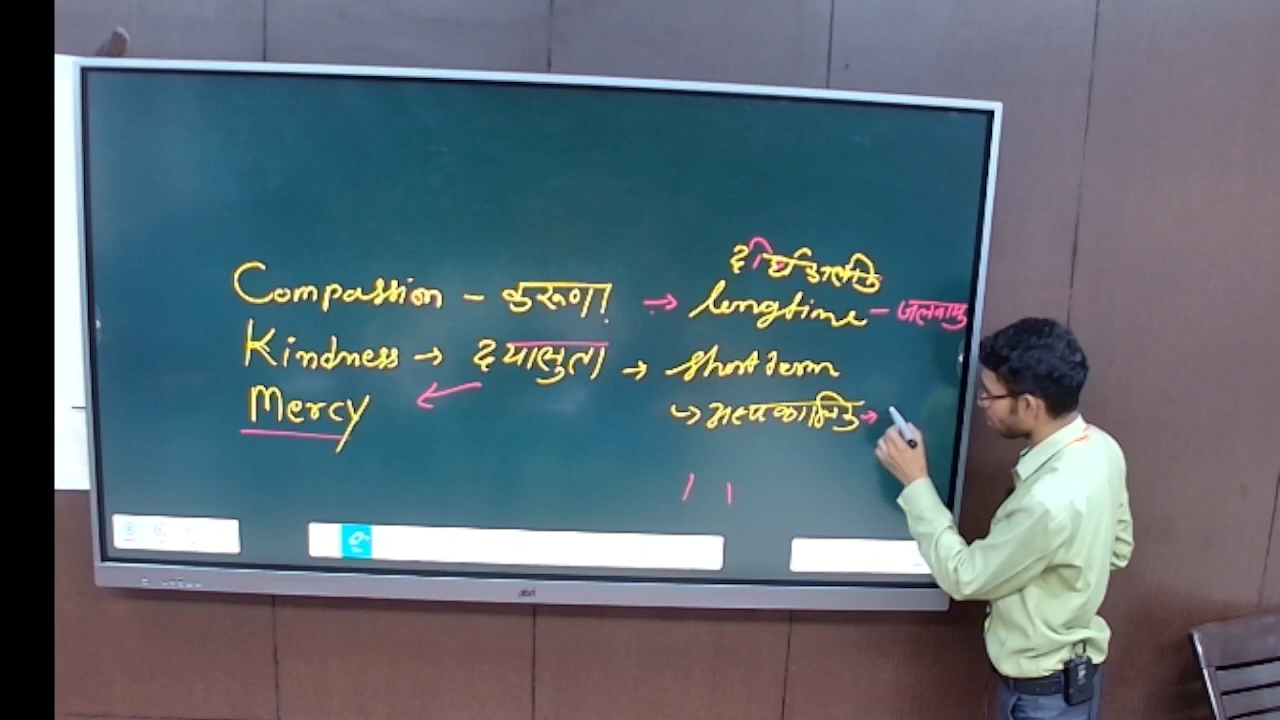 दीर्घकालिक
Compassion - करूणा → longtime - जलवायु
Kindness → दयालुता → short term
Mercy ← ↳ अल्पकालिक →